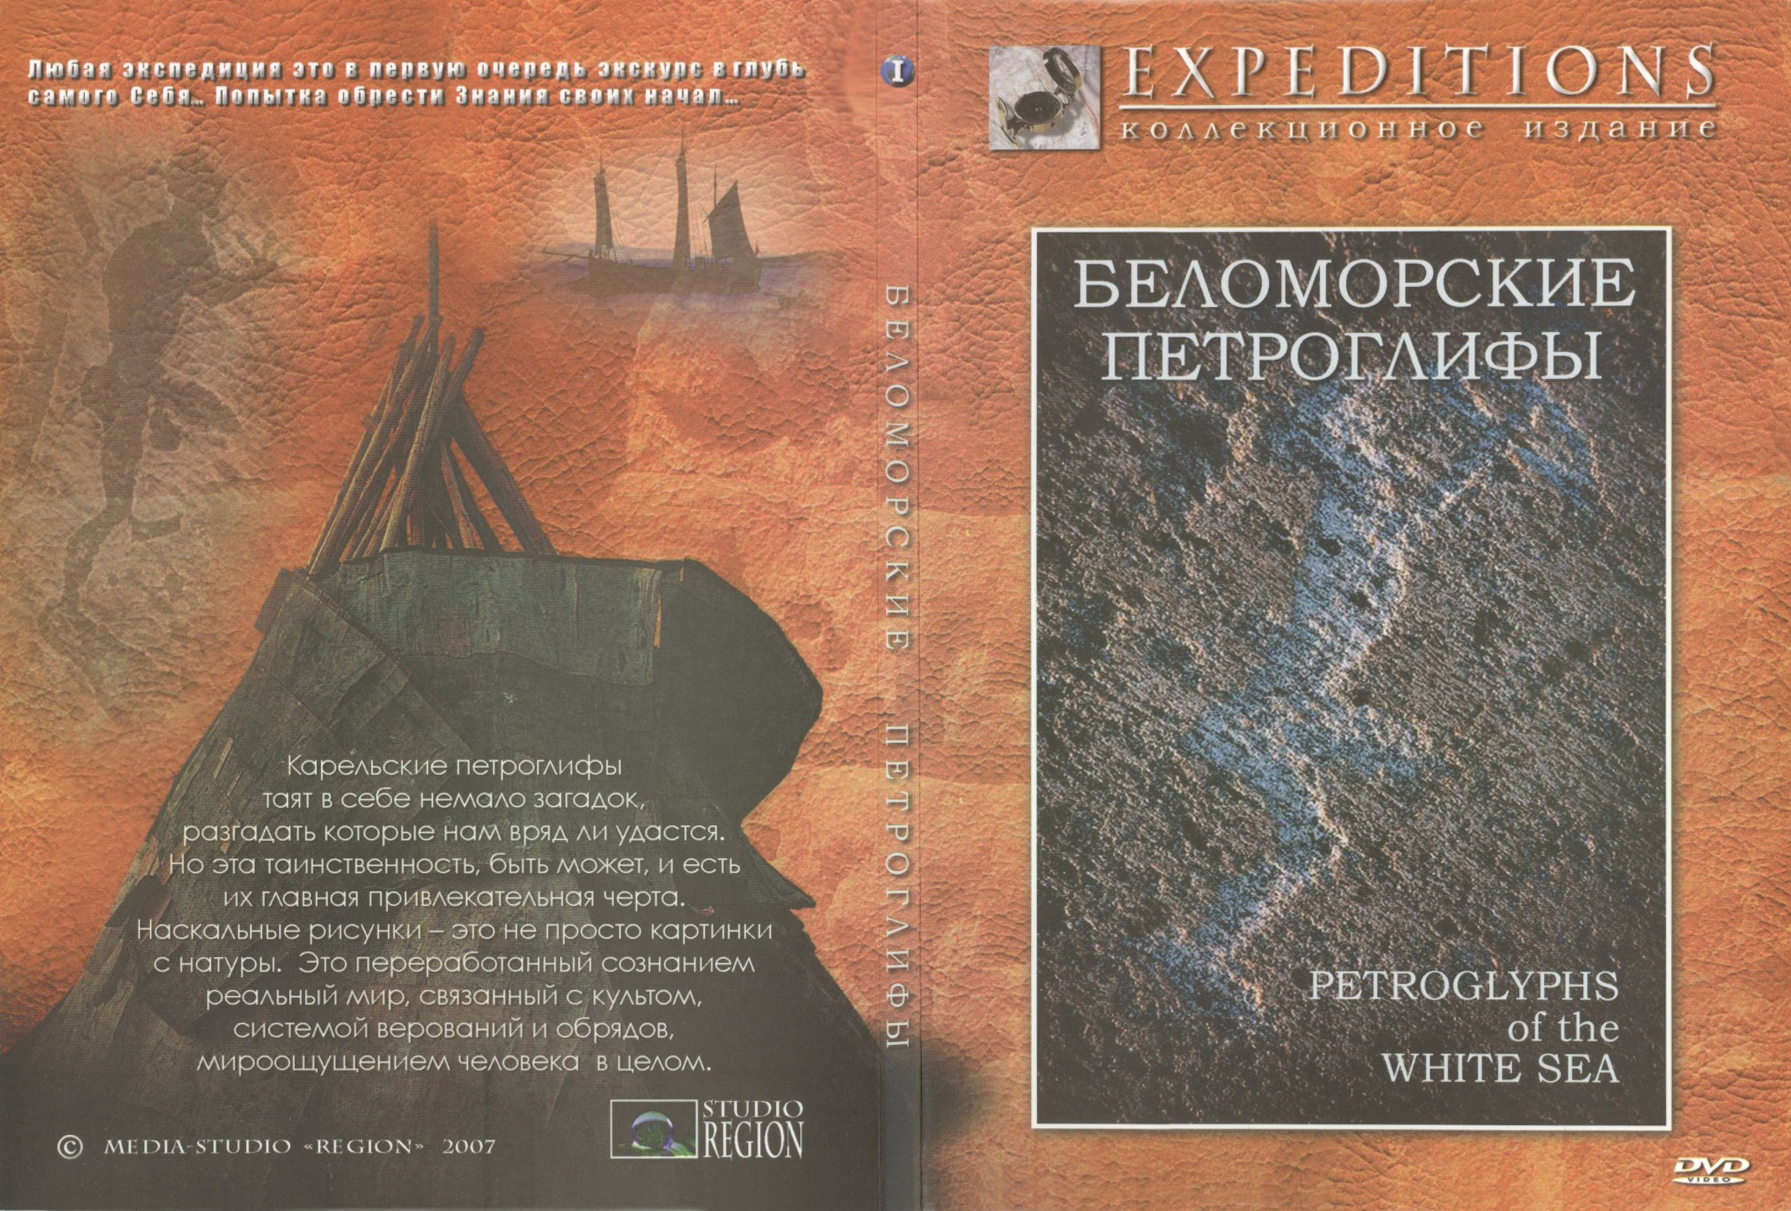 Любая экспедиция это в первую очередь экскурс в глубь
самого Себя... Попытка обрести Знания своих начал...
Карельские петроглифы
таят в себе немало загадок,
разгадать которые нам вряд ли удастся.
Но эта таинственность, быть может, и есть
их главная привлекательная черта.
Наскальные рисунки – это не просто картинки
с натуры. Это переработанный сознанием
реальный мир, связанный с культом,
системой верований и обрядов,
мироощущением человека в целом.
© MEDIA-STUDIO «REGION» 2007
STUDIO
REGION
I
БЕЛОМОРСКИЕ ПЕТРОГЛИФЫ
EXPEDITIONS
КОЛЛЕКЦИОННОЕ ИЗДАНИЕ
БЕЛОМОРСКИЕ
ПЕТРОГЛИФЫ
PETROGLYPHS
of the
WHITE SEA
DVD
VIDEO